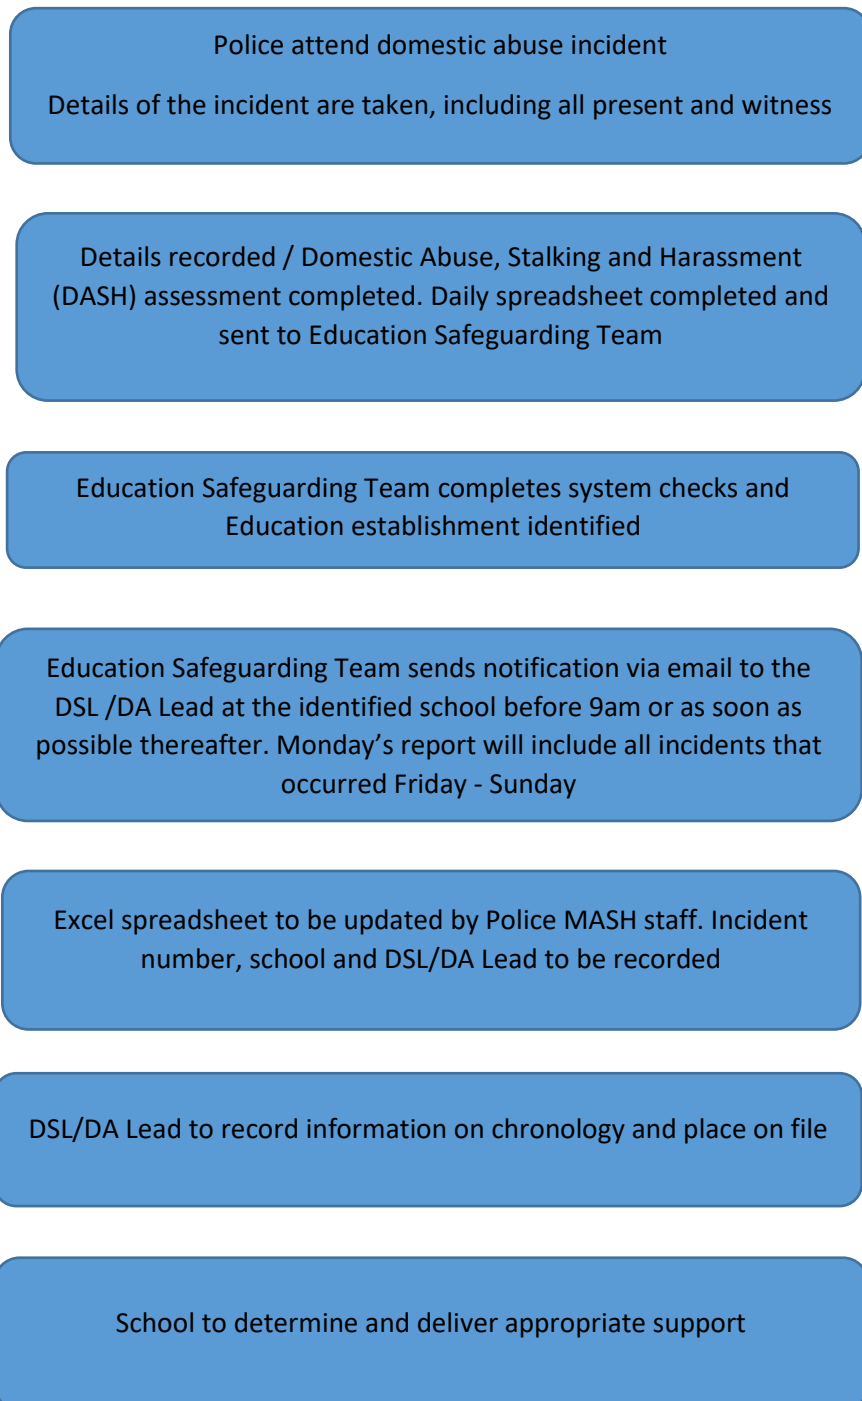 Police attend domestic abuse incident
Details of the incident are taken, including all present and witness
Details recorded / Domestic Abuse, Stalking and Harassment
(DASH) assessment completed. Daily spreadsheet completed and
sent to Education Safeguarding Team
Education Safeguarding Team completes system checks and
Education establishment identified
Education Safeguarding Team sends notification via email to the
DSL /DA Lead at the identified school before 9am or as soon as
possible thereafter. Monday’s report will include all incidents that
occurred Friday - Sunday
Excel spreadsheet to be updated by Police MASH staff. Incident
number, school and DSL/DA Lead to be recorded
DSL/DA Lead to record information on chronology and place on file
School to determine and deliver appropriate support